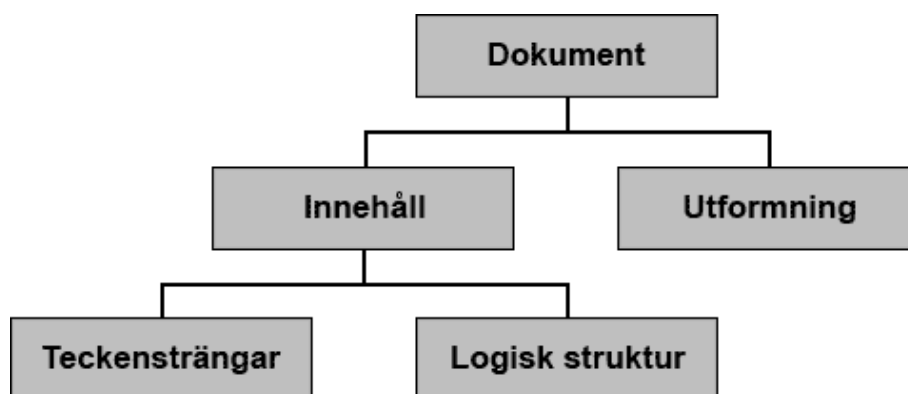 Dokument
Innehåll
Utformning
Teckensträngar
Logisk struktur